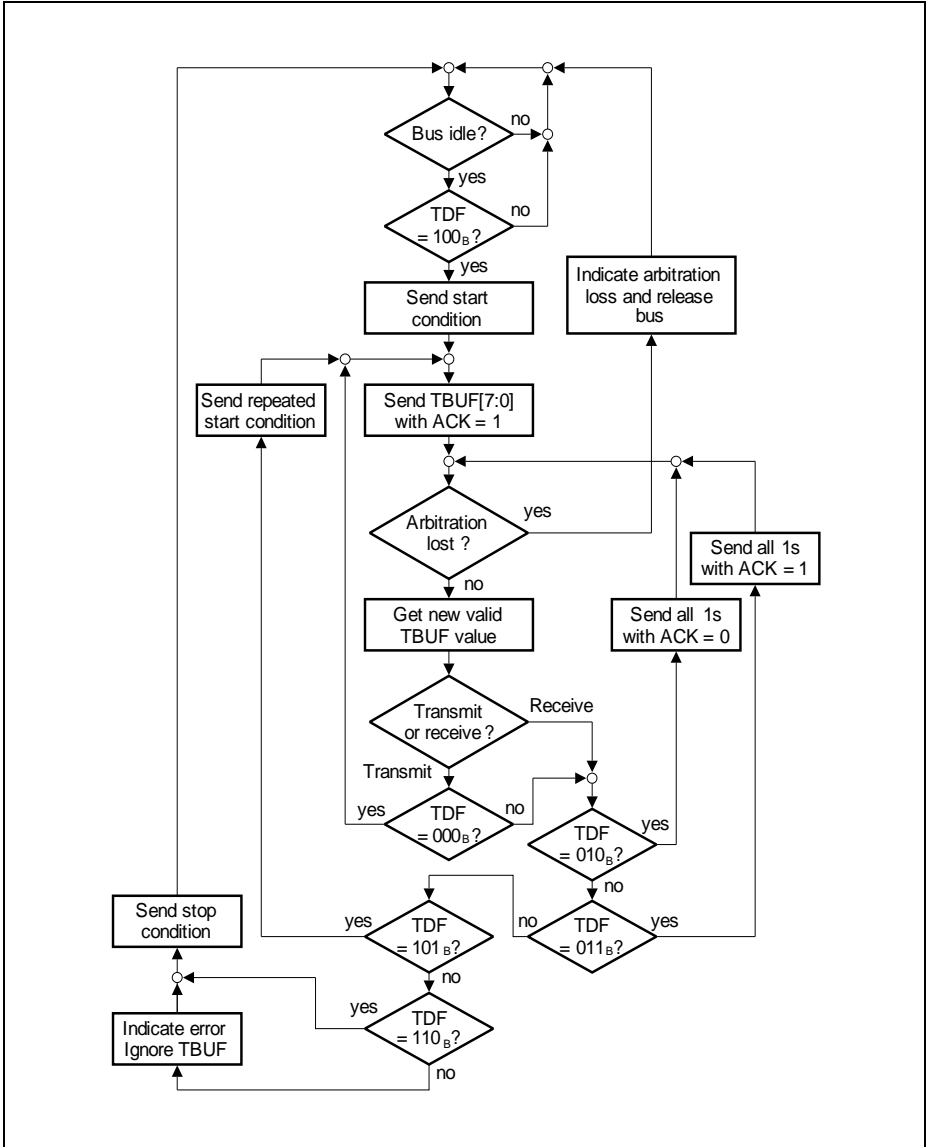 Bus idle?
no
yes
TDF
= 100B?
no
yes
Send start
condition
Indicate arbitration
loss and release
bus
Send repeated
start condition
Send TBUF[7:0]
with ACK = 1
Arbitration
lost ?
yes
no
Send all 1s
with ACK = 1
Get new valid
TBUF value
Send all 1s
with ACK = 0
Transmit
or receive ?
Receive
Transmit
yes
TDF
= 000B?
no
TDF
= 010B?
yes
no
Send stop
condition
yes
TDF
= 101B?
no
no
TDF
= 011B?
yes
yes
TDF
= 110B?
no
Indicate error
Ignore TBUF